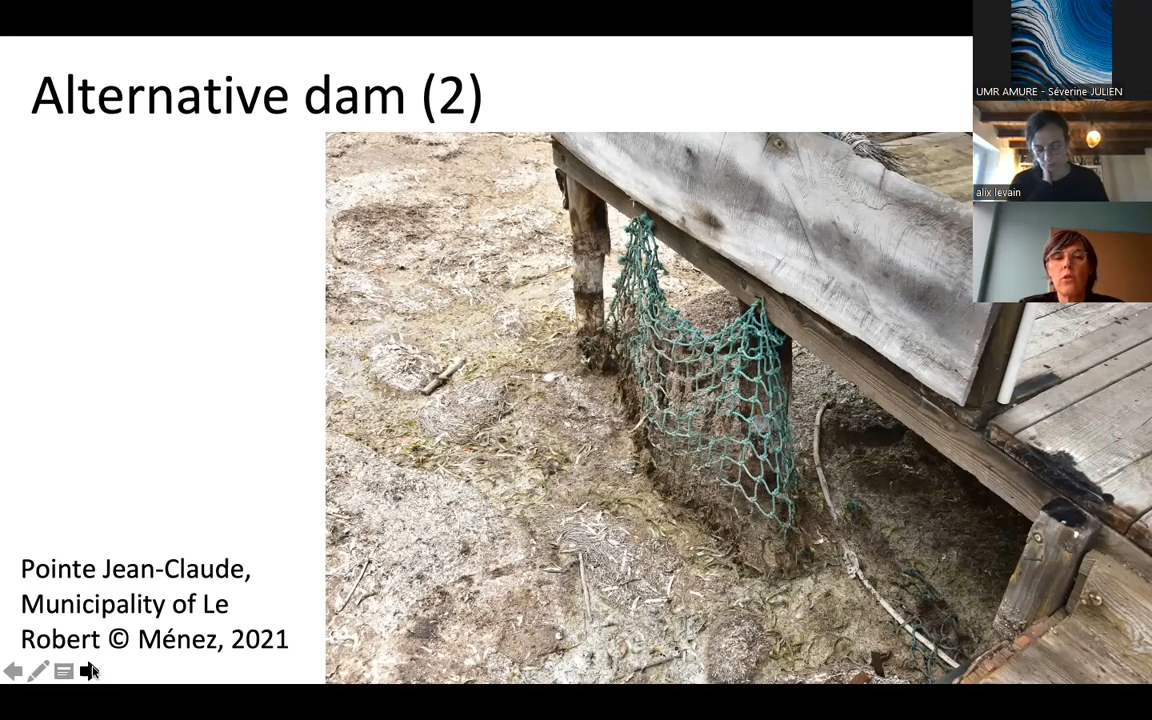 Alternative dam (2)
UMR AMURE - Séverine JULIEN
alix levain
Pointe Jean-Claude,
Municipality of Le
Robert © Ménez, 2021